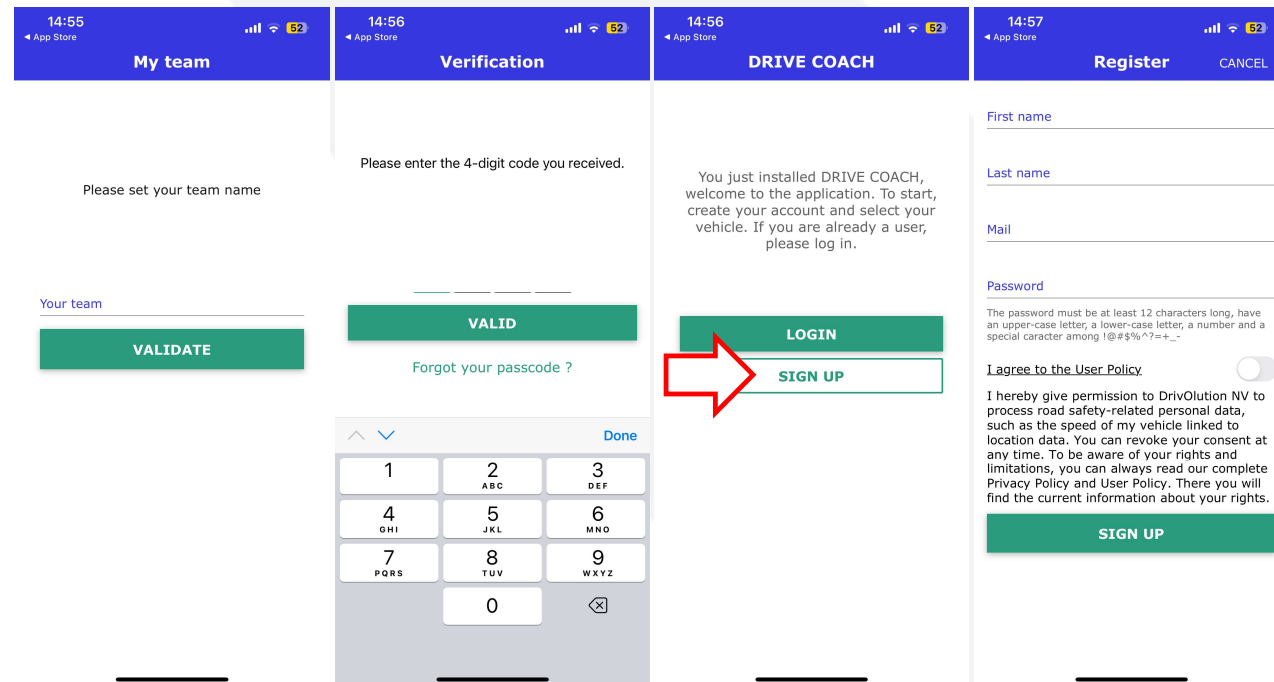 14:55
◄ App Store
52
My team
Please set your team name
Your team
VALIDATE
14:56
◄ App Store
52
Verification
Please enter the 4-digit code you received.
VALID
Forgot your passcode ?
Done
1
2
ABC
3
DEF
4
GHI
5
JKL
6
MNO
7
PQRS
8
TUV
9
WXYZ
0
14:56
◄ App Store
52
DRIVE COACH
You just installed DRIVE COACH,
welcome to the application. To start,
create your account and select your
vehicle. If you are already a user,
please log in.
LOGIN
SIGN UP
14:57
◄ App Store
52
Register
CANCEL
First name
Last name
Mail
Password
The password must be at least 12 characters long, have
an upper-case letter, a lower-case letter, a number and a
special caracter among !@#$%^?=+_-
I agree to the User Policy
I hereby give permission to DrivOlution NV to
process road safety-related personal data,
such as the speed of my vehicle linked to
location data. You can revoke your consent at
any time. To be aware of your rights and
limitations, you can always read our complete
Privacy Policy and User Policy. There you will
find the current information about your rights.
SIGN UP